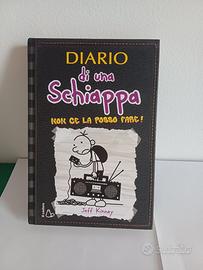 DIARIO
di una
Schiappa
NON CE LA POSSO FARE!
Jeff Kinney